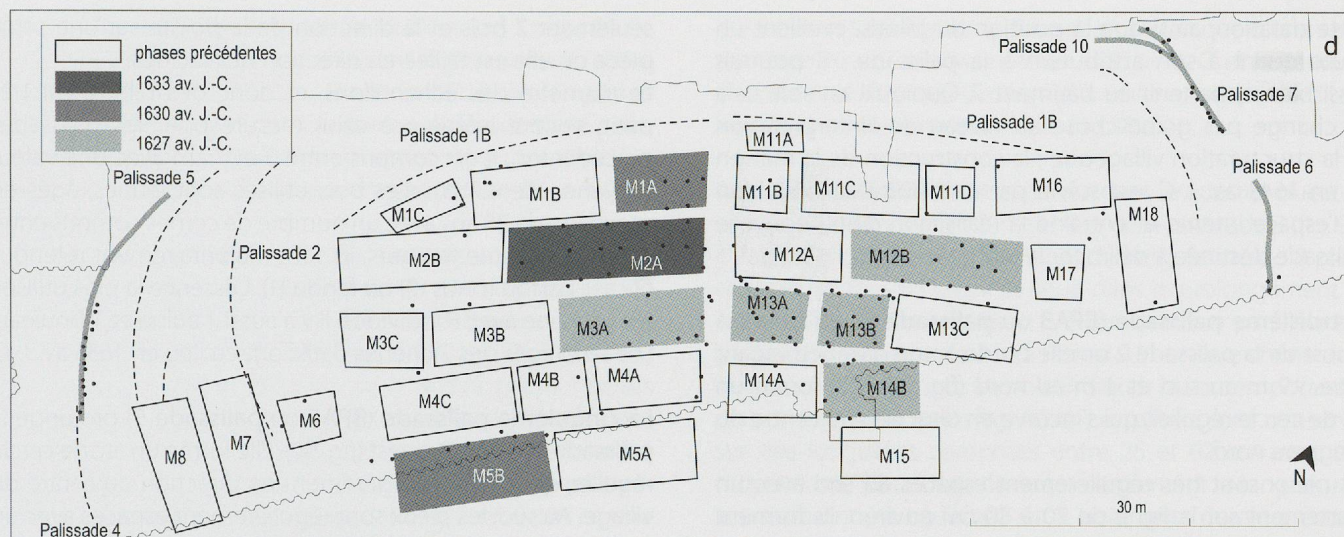 d
phases précédentes
1633 av. J.-C.
1630 av. J.-C.
1627 av. J.-C.
Palissade 10
Palissade 7
Palissade 1B
Palissade 1B
Palissade 5
Palissade 6
Palissade 2
Palissade 4
M11A
M1A
M1B
M1C
M11B
M11C
M11D
M16
M18
M2B
M2A
M12A
M12B
M17
M3C
M3B
M3A
M13A
M13B
M13C
M4B
M4A
M14A
M14B
M4C
M6
M7
M8
M5B
M5A
M15
N
30 m